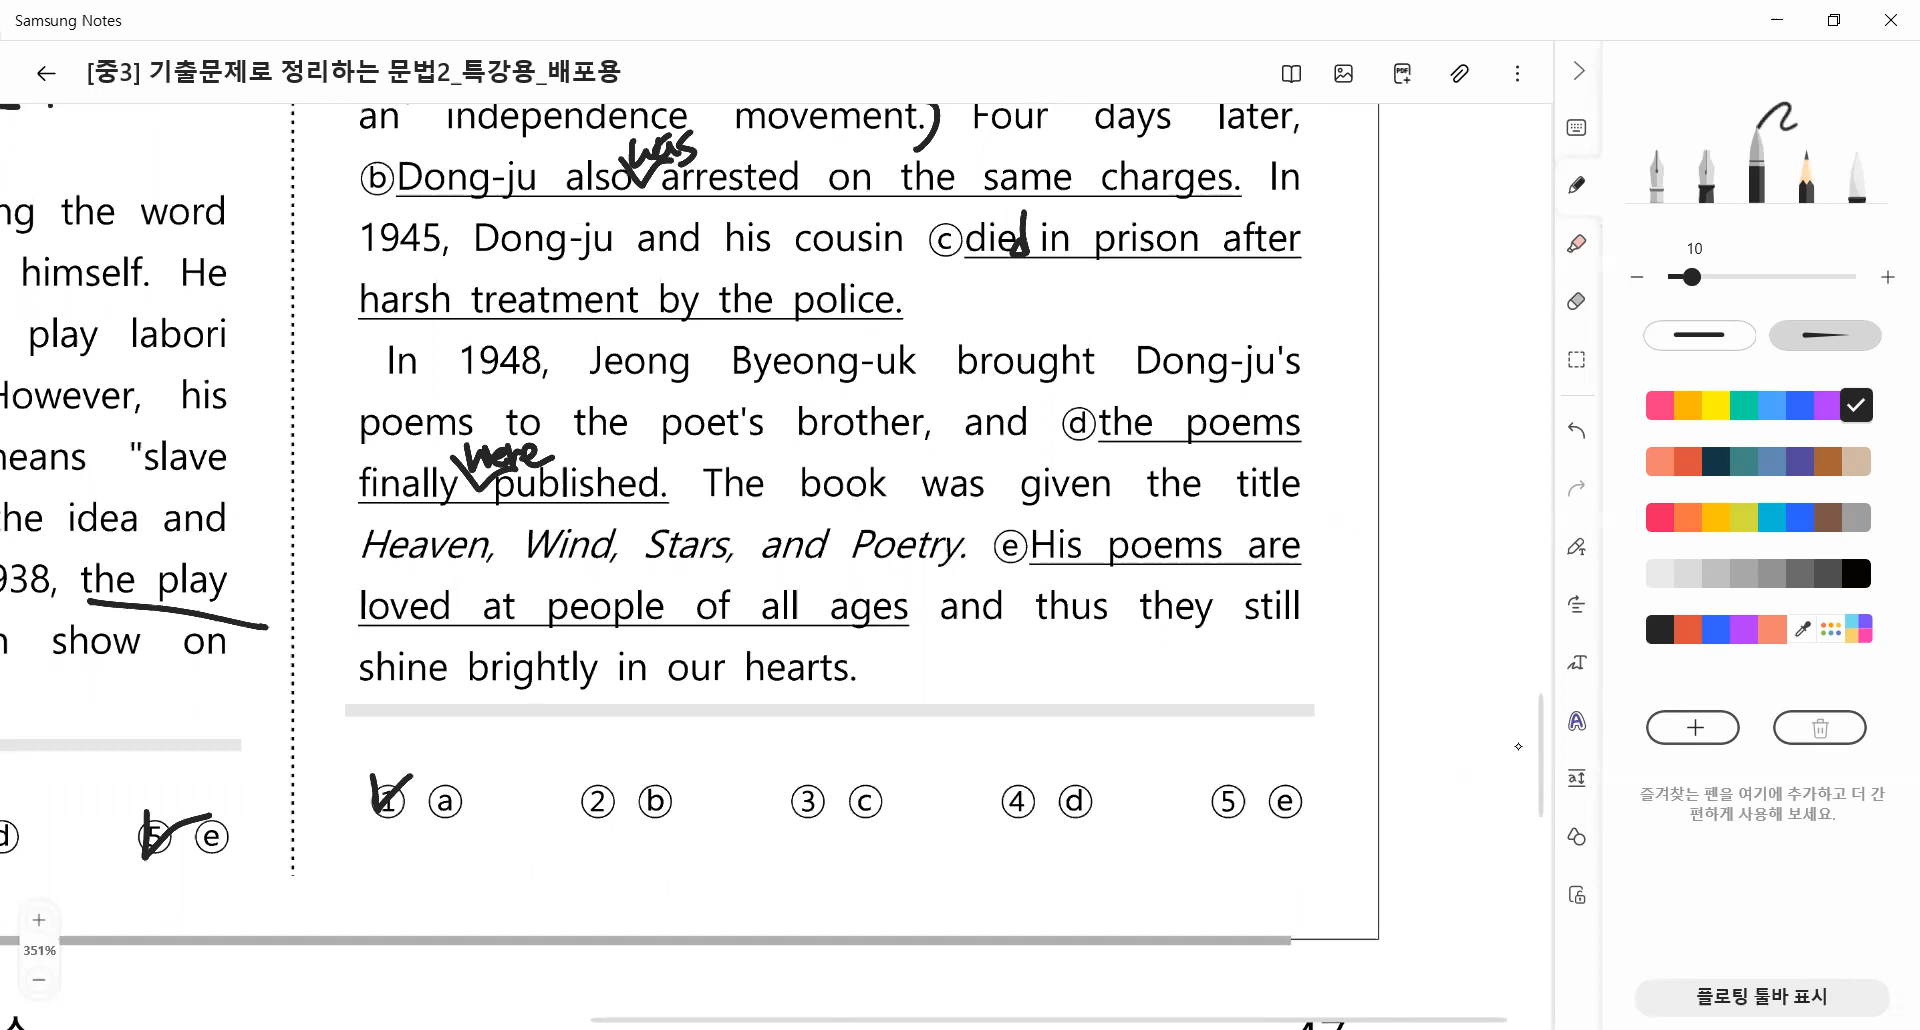 Samsung Notes
[중3] 기출문제로 정리하는 문법2_특강용_배포용
ng the word
himself. He
play labori
However, his
means "slave
the idea and
938, the play
show on
ⓓ ⑤ ⓔ
an independence movement.) Four days later,
was
ⓑDong-ju also arrested on the same charges. In
1945, Dong-ju and his cousin ⓒdied in prison after
harsh treatment by the police.
In 1948, Jeong Byeong-uk brought Dong-ju's
poems to the poet's brother, and ⓓthe poems
were
finally published. The book was given the title
Heaven, Wind, Stars, and Poetry. ⓔHis poems are
loved at people of all ages and thus they still
shine brightly in our hearts.
① ⓐ ② ⓑ ③ ⓒ ④ ⓓ ⑤ ⓔ
351%
10
즐겨찾는 펜을 여기에 추가하고 더 간
편하게 사용해 보세요.
플로팅 툴바 표시